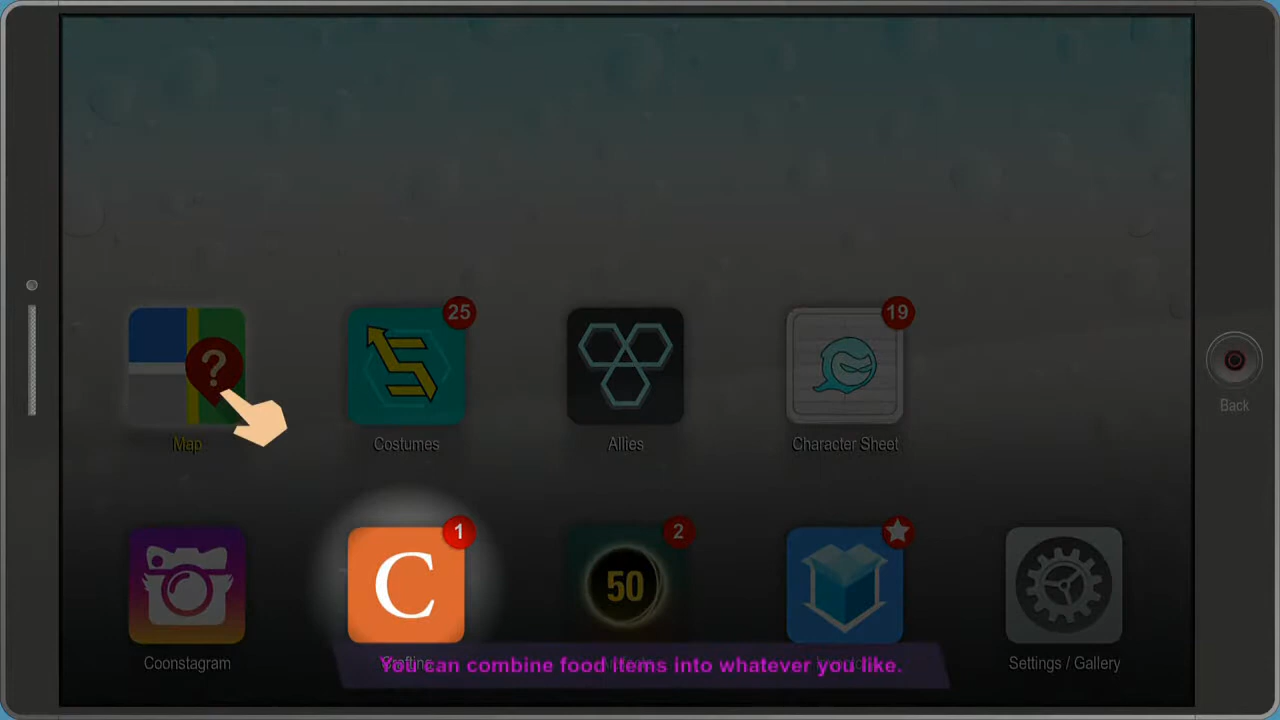 ?
25
19
Map
Costumes
Allies
Character Sheet
Back
C
1
50
2
Coonstagram
Crafting
Settings / Gallery
You can combine food items into whatever you like.